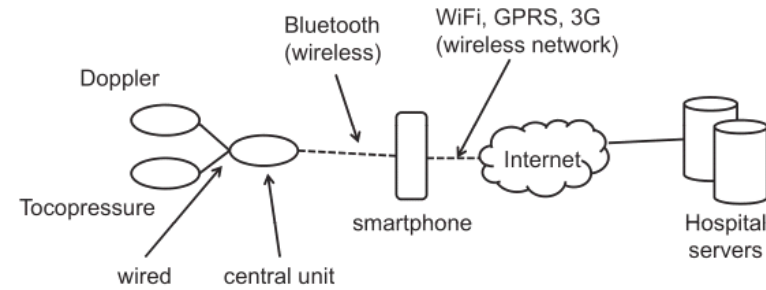 Bluetooth
(wireless)
WiFi, GPRS, 3G
(wireless network)
Doppler
Internet
Tocopressure
smartphone
Hospital
servers
wired
central unit